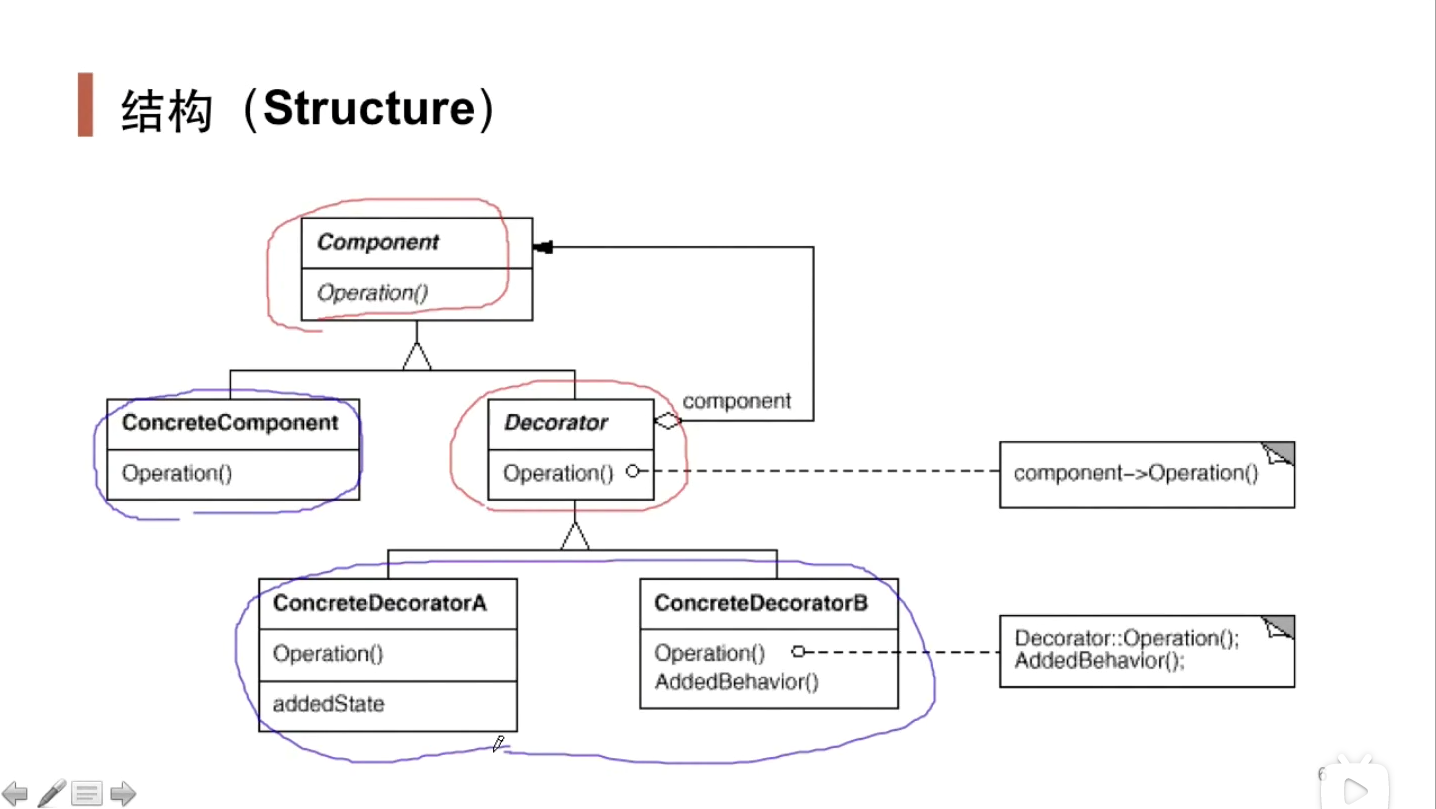 结构（Structure）
Component
Operation()
component
ConcreteComponent
Operation()
Decorator
Operation()
component–>Operation()
ConcreteDecoratorA
Operation()
addedState
ConcreteDecoratorB
Operation()
AddedBehavior()
Decorator::Operation();
AddedBehavior();